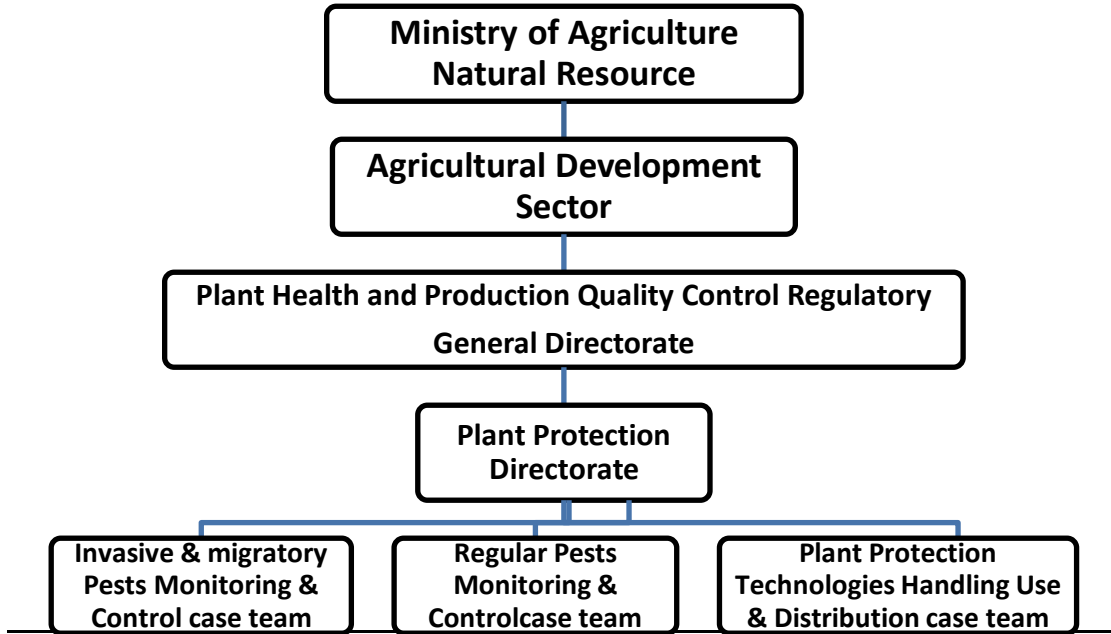 Ministry of Agriculture
Natural Resource
Agricultural Development
Sector
Plant Health and Production Quality Control Regulatory
General Directorate
Plant Protection
Directorate
Invasive & migratory
Pests Monitoring &
Control case team
Regular Pests
Monitoring &
Controlcase team
Plant Protection
Technologies Handling Use
& Distribution case team